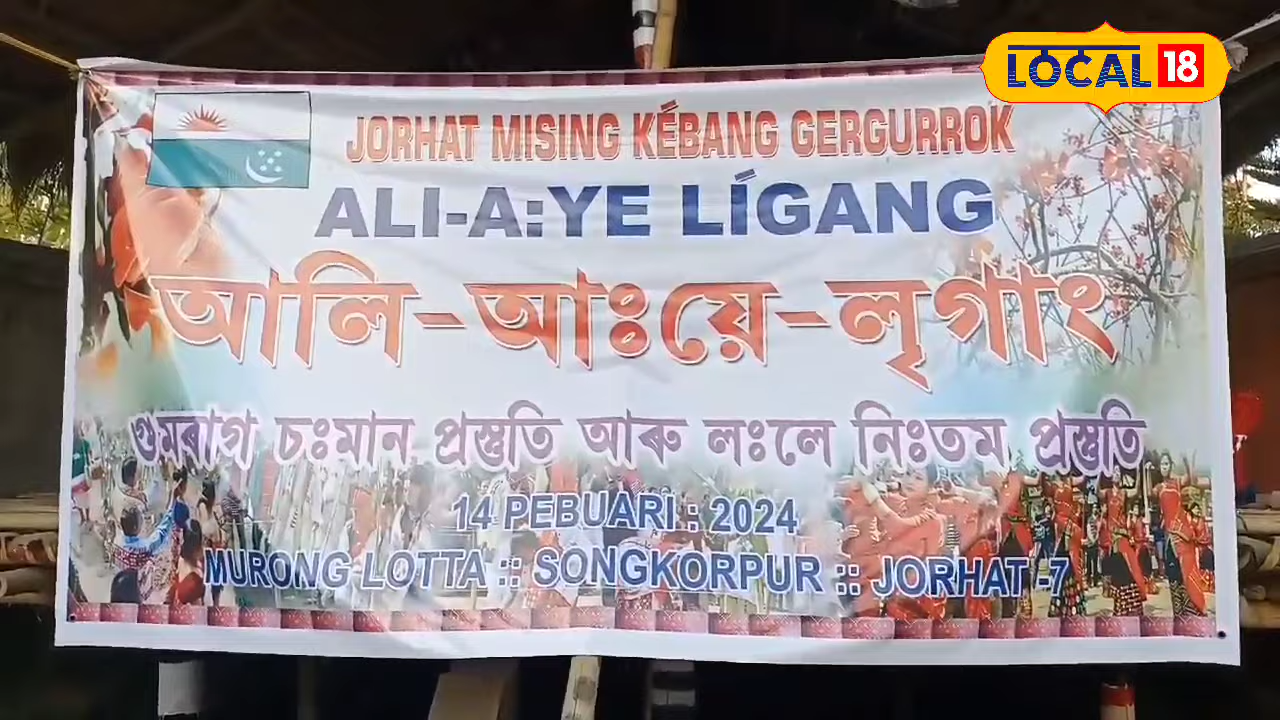 LOCAL 18
JORHAT MISING KÉBANG GERGURROK
ALI-A:YE LÍGANG
আলি-আঃয়ে-লৃগাং
গুমৰাগ চঃমান প্ৰস্তুতি আৰু লঃলে নিঃতম প্ৰস্তুতি
14 PEBUARI : 2024
MURONG LOTTA :: SONGKORPUR :: JORHAT -7